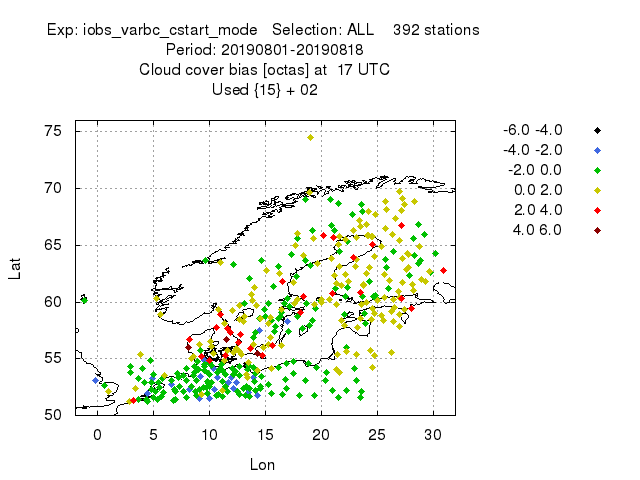 Exp: iobs_varbc_cstart_mode   Selection: ALL    392 stations
Period: 20190801-20190818
Cloud cover bias [octas] at  17 UTC
Used {15} + 02
-6.0 -4.0
-4.0 -2.0
-2.0 0.0
0.0 2.0
2.0 4.0
4.0 6.0
75
70
65
60
55
50
Lat
0 5 10 15 20 25 30
Lon